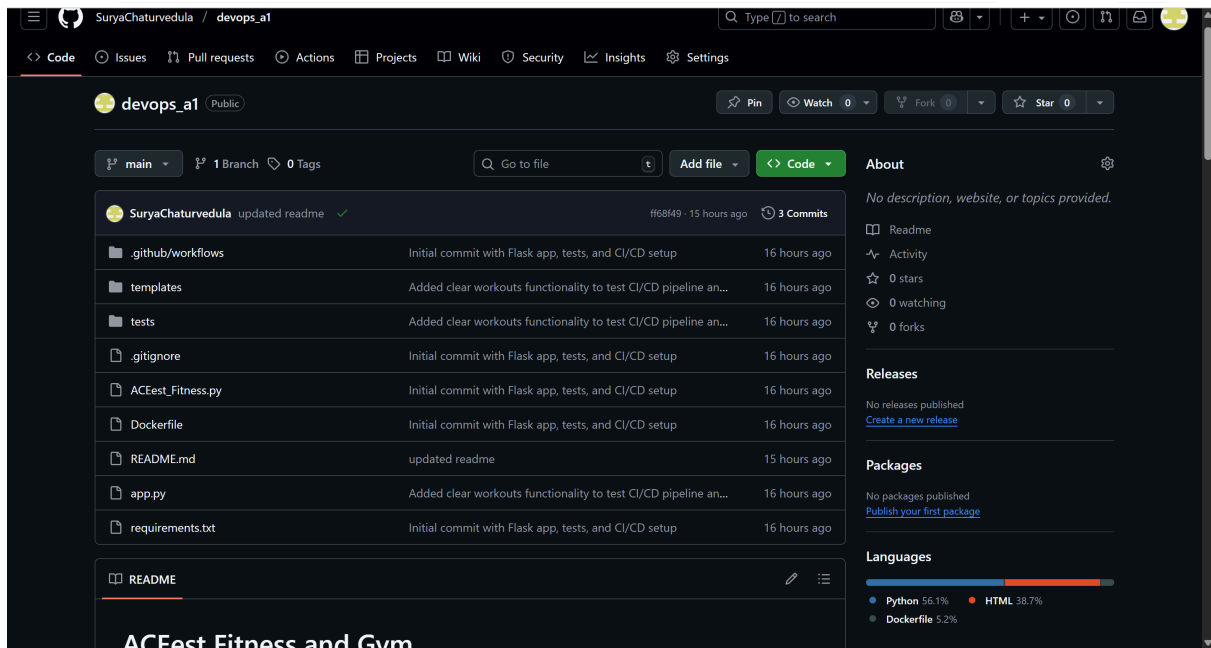 SuryaChaturvedula / devops_a1
Type / to search
Code Issues Pull requests Actions Projects Wiki Security Insights Settings
devops_a1 Public
Pin Watch 0 Fork 0 Star 0
main 1 Branch 0 Tags
Go to file t Add file Code
SuryaChaturvedula updated readme ff68f49 · 15 hours ago 3 Commits
.github/workflows Initial commit with Flask app, tests, and CI/CD setup 16 hours ago
templates Added clear workouts functionality to test CI/CD pipeline an... 16 hours ago
tests Added clear workouts functionality to test CI/CD pipeline an... 16 hours ago
.gitignore Initial commit with Flask app, tests, and CI/CD setup 16 hours ago
ACEest_Fitness.py Initial commit with Flask app, tests, and CI/CD setup 16 hours ago
Dockerfile Initial commit with Flask app, tests, and CI/CD setup 16 hours ago
README.md updated readme 15 hours ago
app.py Added clear workouts functionality to test CI/CD pipeline an... 16 hours ago
requirements.txt Initial commit with Flask app, tests, and CI/CD setup 16 hours ago
README
ACEest Fitness and Gym
About
No description, website, or topics provided.
Readme
Activity
0 stars
0 watching
0 forks
Releases
No releases published
Create a new release
Packages
No packages published
Publish your first package
Languages
Python 56.1% HTML 38.7%
Dockerfile 5.2%